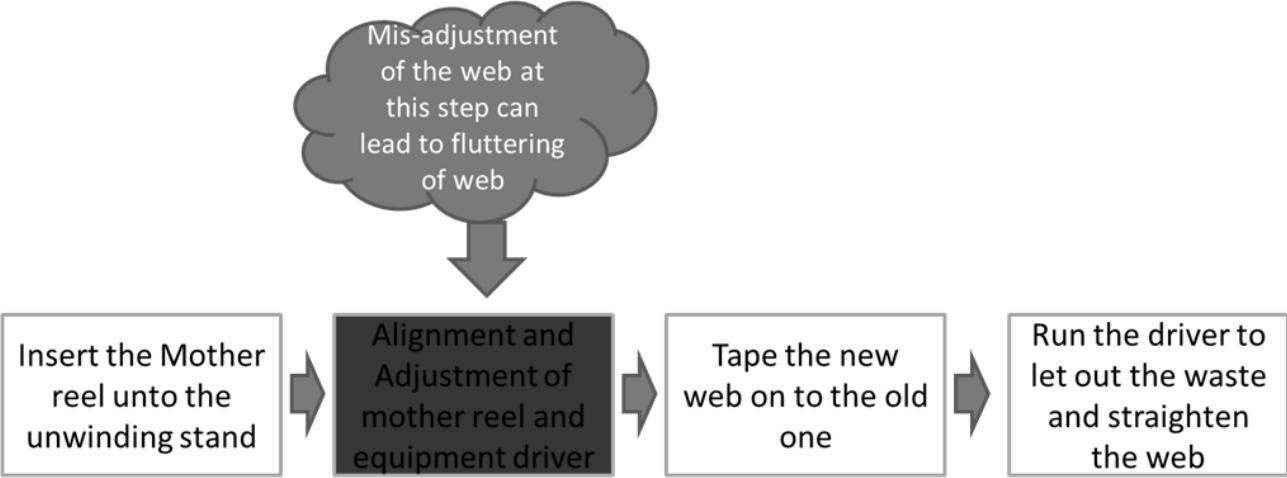 Mis-adjustment
of the web at
this step can
lead to fluttering
of web
Insert the Mother
reel unto the
unwinding stand
Alignment and
Adjustment of
mother reel and
equipment driver
Tape the new
web on to the old
one
Run the driver to
let out the waste
and straighten
the web